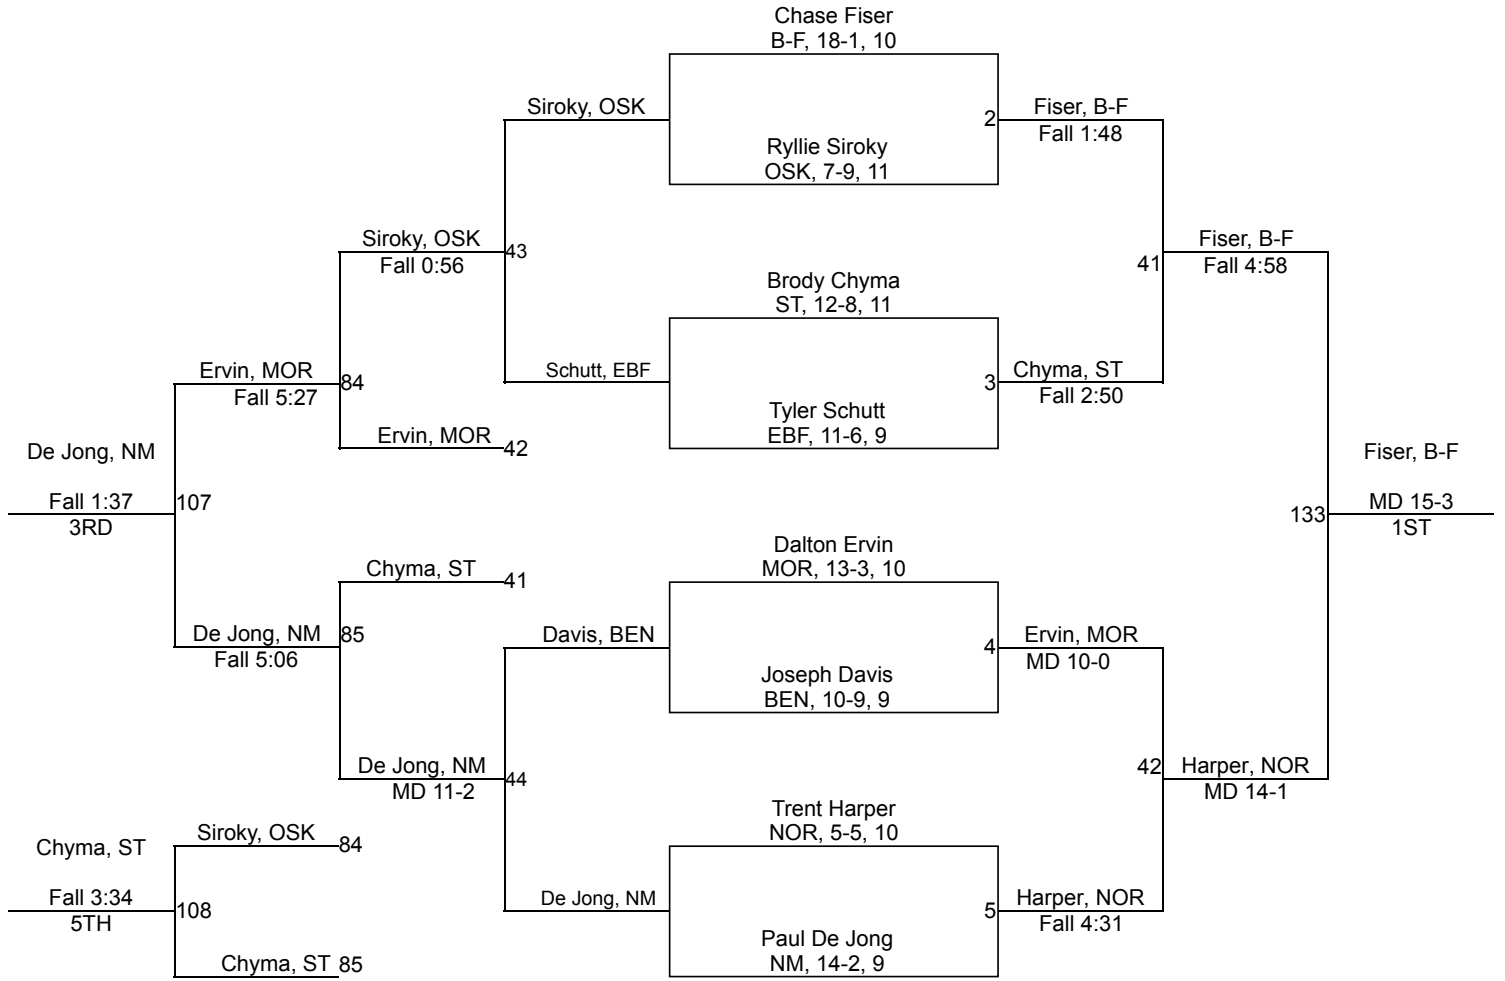 Chase Fiser
B-F, 18-1, 10
Siroky, OSK
2
Fiser, B-F
Fall 1:48
Ryllie Siroky
OSK, 7-9, 11
Siroky, OSK
Fall 0:56
43
41
Fiser, B-F
Fall 4:58
Brody Chyma
ST, 12-8, 11
Ervin, MOR
Fall 5:27
84
Schutt, EBF
3
Chyma, ST
Fall 2:50
Tyler Schutt
EBF, 11-6, 9
Ervin, MOR
42
De Jong, NM
Fall 1:37
3RD
107
133
Fiser, B-F
MD 15-3
1ST
Dalton Ervin
MOR, 13-3, 10
Chyma, ST
41
De Jong, NM
Fall 5:06
85
Davis, BEN
4
Ervin, MOR
MD 10-0
Joseph Davis
BEN, 10-9, 9
De Jong, NM
MD 11-2
44
42
Harper, NOR
MD 14-1
Trent Harper
NOR, 5-5, 10
Siroky, OSK
84
Chyma, ST
Fall 3:34
5TH
108
De Jong, NM
5
Harper, NOR
Fall 4:31
Paul De Jong
NM, 14-2, 9
Chyma, ST
85